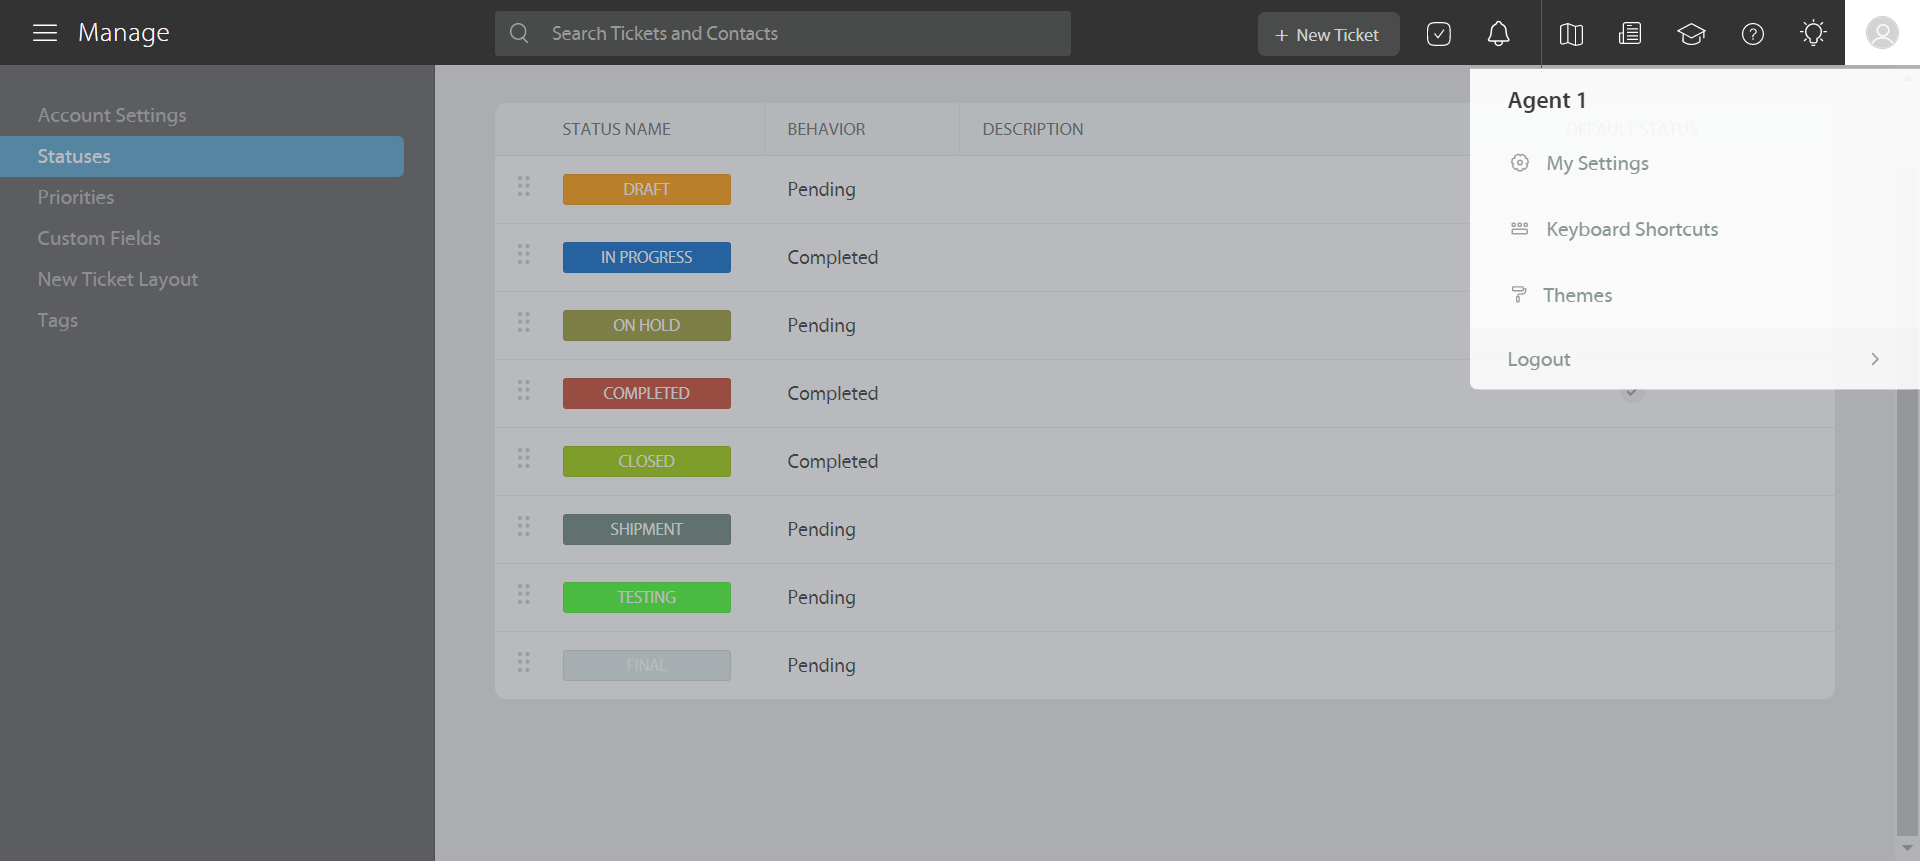 Manage
Search Tickets and Contacts
+ New Ticket
Account Settings
Statuses
Priorities
Custom Fields
New Ticket Layout
Tags
STATUS NAME BEHAVIOR DESCRIPTION DEFAULT STATUS
DRAFT Pending
IN PROGRESS Completed
ON HOLD Pending
COMPLETED Completed
CLOSED Completed
SHIPMENT Pending
TESTING Pending
FINAL Pending
Agent 1
My Settings
Keyboard Shortcuts
Themes
Logout